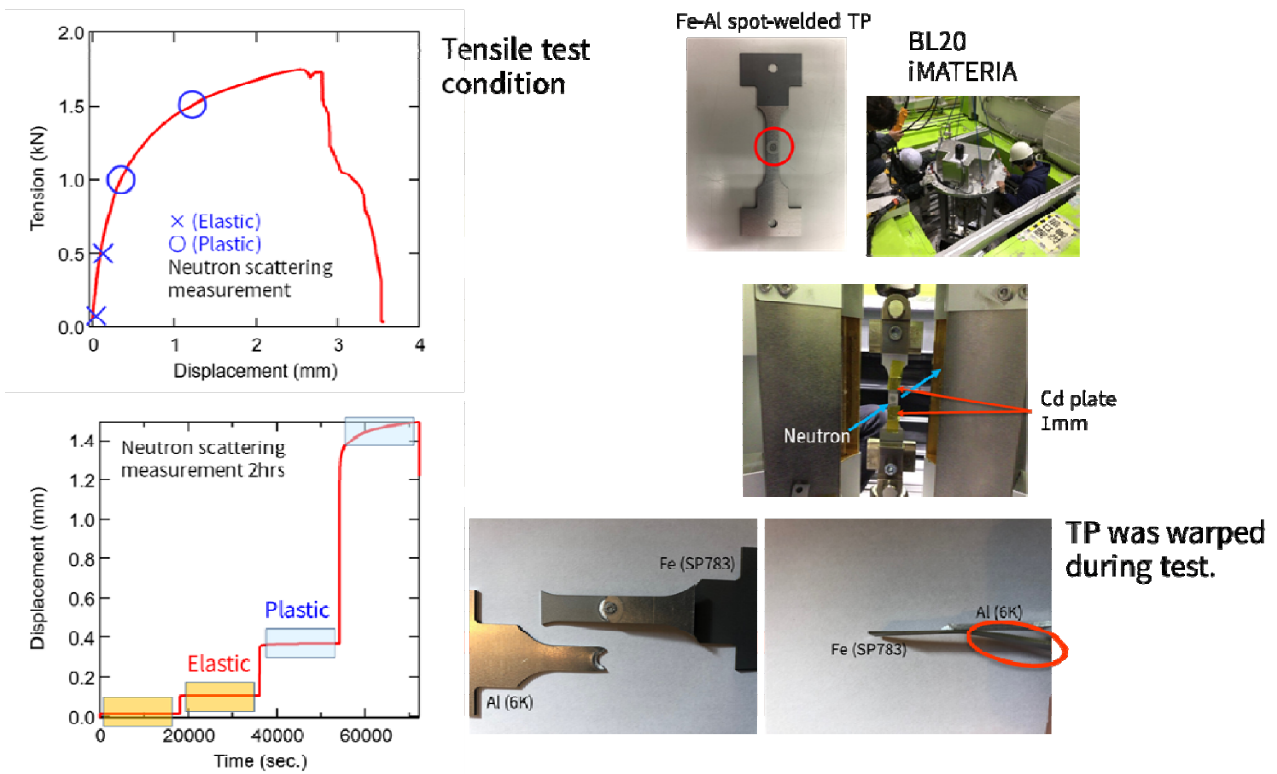 2.0
1.5
1.0
0.5
0.0
Tension (kN)
0
1
2
3
4
Displacement (mm)
× (Elastic)
○ (Plastic)
Neutron scattering
measurement
Tensile test
condition
Fe-Al spot-welded TP
BL20
iMATERIA
Neutron
Cd plate
1mm
1.4
1.2
1.0
0.8
0.6
0.4
0.2
0.0
Displacement (mm)
Neutron scattering
measurement 2hrs
Plastic
Elastic
0
20000
40000
60000
Time (sec.)
Fe (SP783)
Al (6K)
Al (6K)
Fe (SP783)
TP was warped
during test.